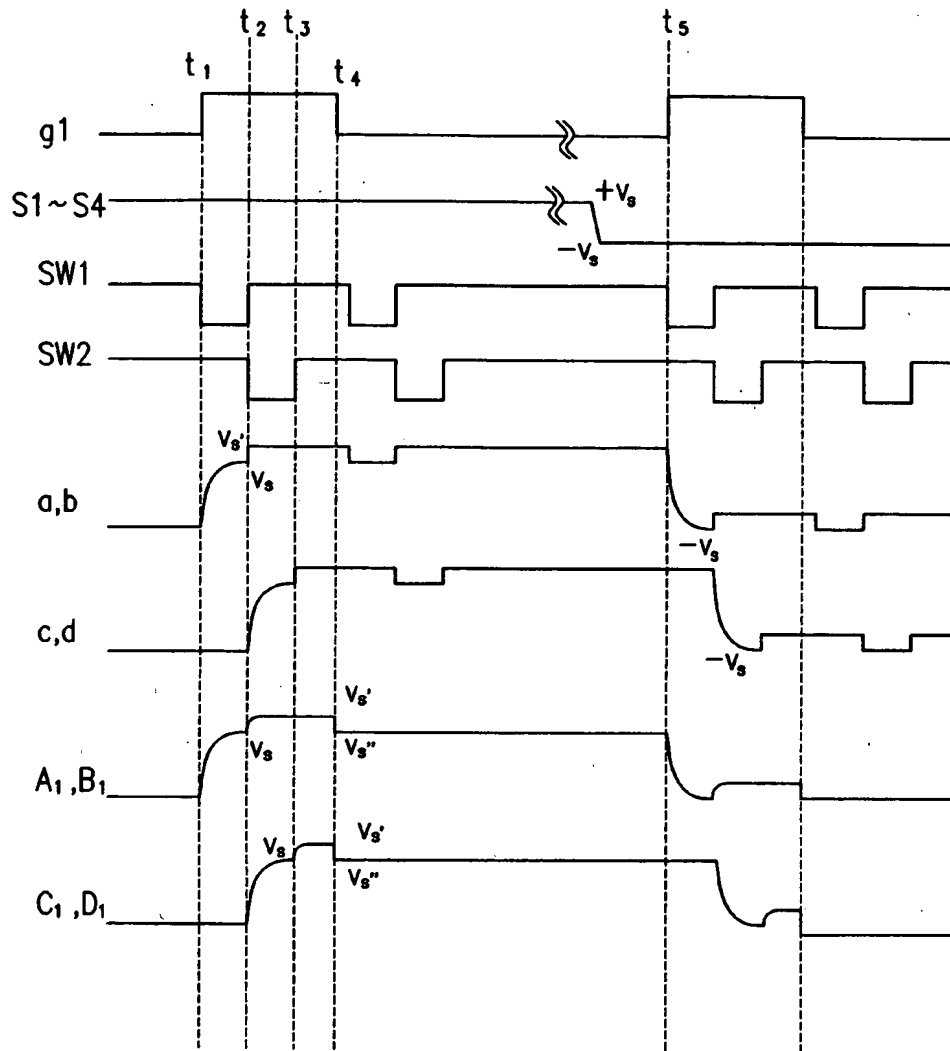 t₂ t₃ t₅
t₁ t₄
g1
S1~S4 +Vₛ
−Vₛ
SW1
SW2
Vₛ'
Vₛ
a,b
−Vₛ
c,d
−Vₛ
Vₛ'
Vₛ Vₛ"
A₁,B₁
Vₛ Vₛ'
Vₛ"
C₁,D₁